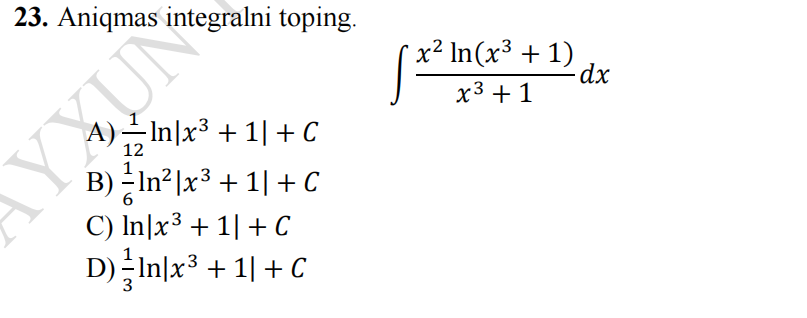 23. Aniqmas integralni toping.
∫ x² ln(x³ + 1) / x³ + 1 dx
A) 1/12 ln|x³ + 1| + C
B) 1/6 ln²|x³ + 1| + C
C) ln|x³ + 1| + C
D) 1/3 ln|x³ + 1| + C
AYXUN